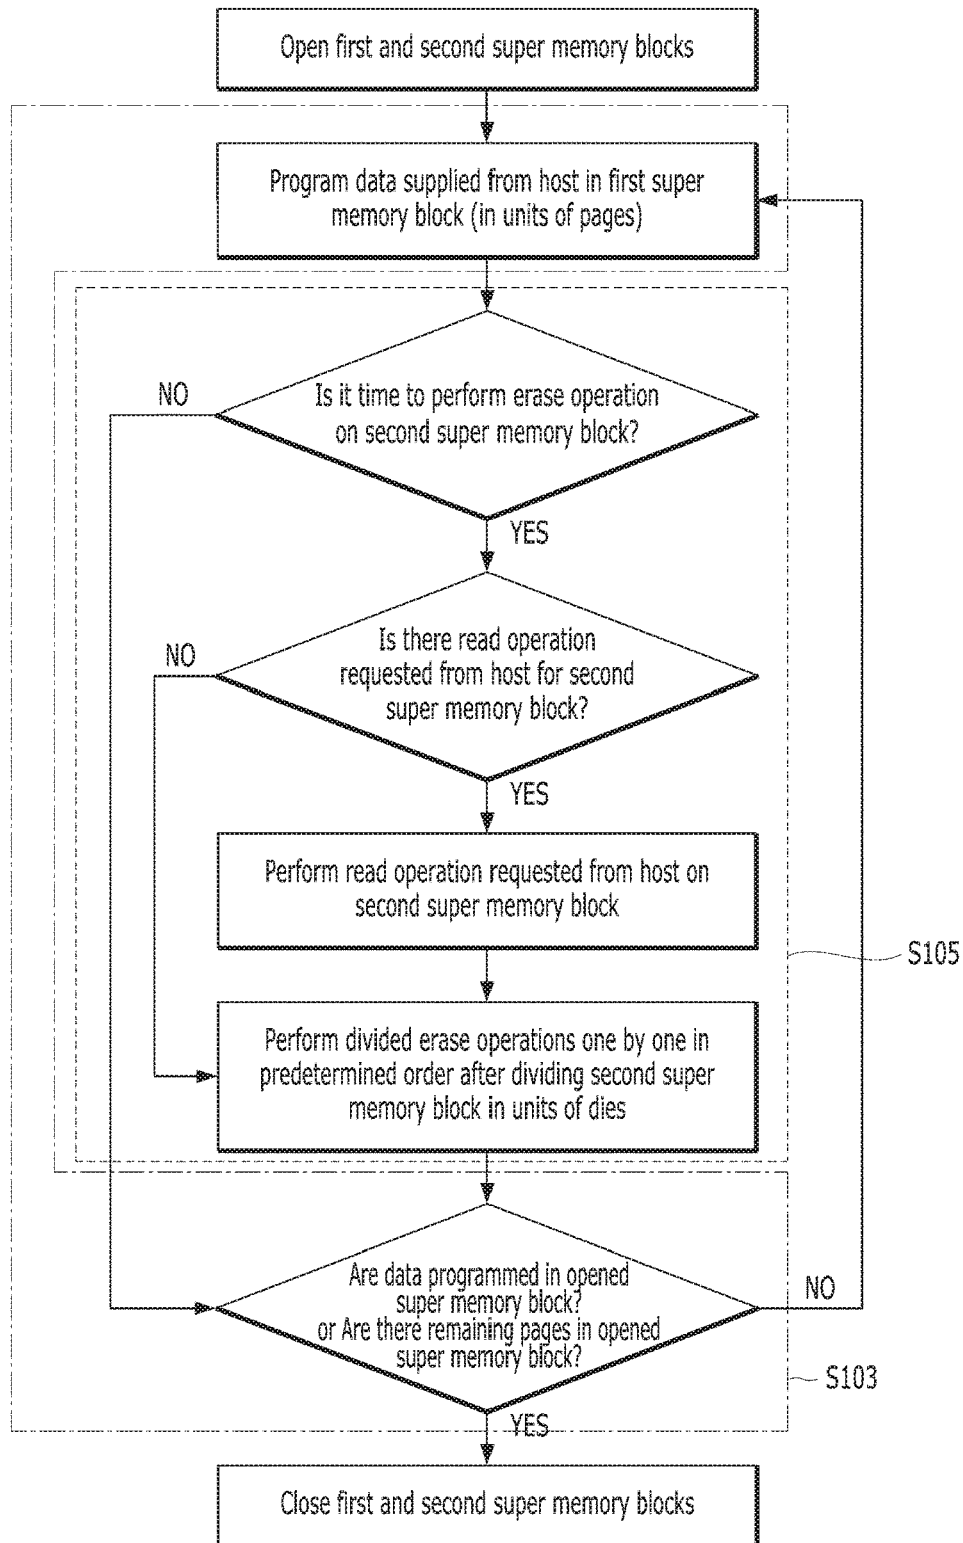 Open first and second super memory blocks
Program data supplied from host in first super
memory block (in units of pages)
NO
Is it time to perform erase operation
on second super memory block?
YES
NO
Is there read operation
requested from host for second
super memory block?
YES
Perform read operation requested from host on
second super memory block
S105
Perform divided erase operations one by one in
predetermined order after dividing second super
memory block in units of dies
Are data programmed in opened
super memory block?
or Are there remaining pages in opened
super memory block?
NO
S103
YES
Close first and second super memory blocks